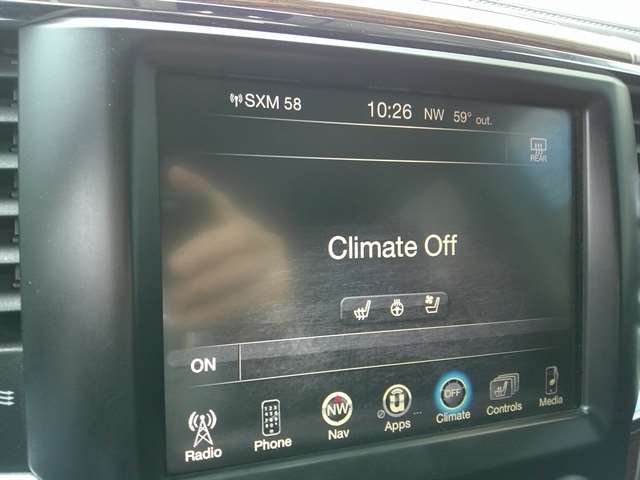 SXM 58 10:26 NW 59° out.
REAR
Climate Off
ON
NW OFF
Radio Phone Nav Apps Climate Controls Media